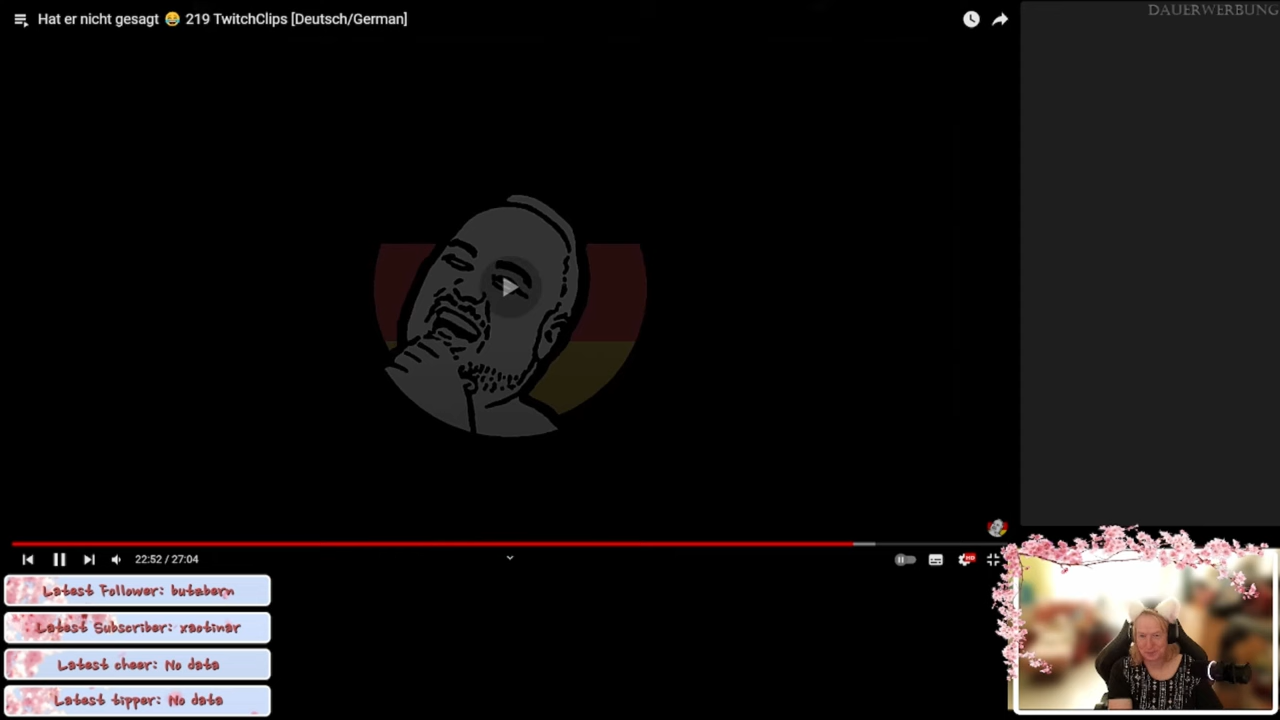 Hat er nicht gesagt 😂 219 TwitchClips [Deutsch/German]
DAUERWERBUNG
22:52 / 27:04
HD
Latest Follower: butabern
Latest Subscriber: xaotinar
Latest cheer: No data
Latest tipper: No data